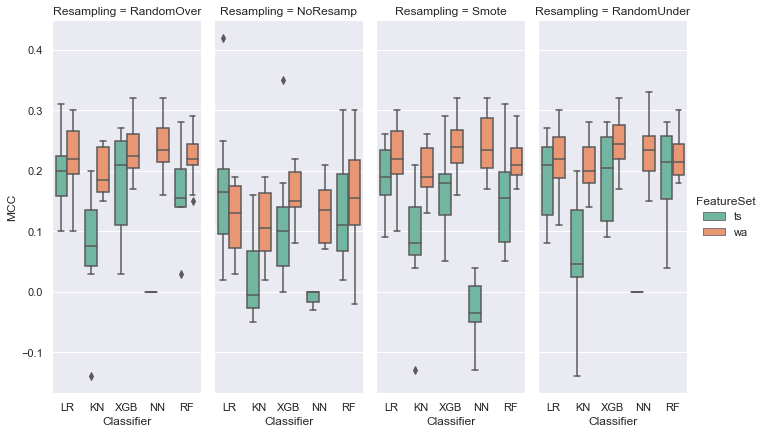 Resampling = RandomOver
Resampling = NoResamp
Resampling = Smote
Resampling = RandomUnder
MCC
0.4
0.3
0.2
0.1
0.0
−0.1
LR KN XGB NN RF
LR KN XGB NN RF
LR KN XGB NN RF
LR KN XGB NN RF
Classifier
Classifier
Classifier
Classifier
FeatureSet
ts
wa